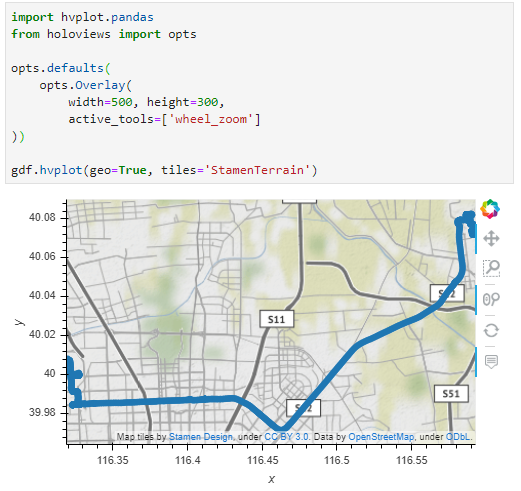 import hvplot.pandas
from holoviews import opts
opts.defaults(
opts.Overlay(
width=500, height=300,
active_tools=['wheel_zoom']
))
gdf.hvplot(geo=True, tiles='StamenTerrain')
40.08
40.06
40.04
40.02
40
39.98
y
S11
S51
Map tiles by Stamen Design, under CC BY 3.0. Data by OpenStreetMap, under ODbL.
116.35
116.4
116.45
116.5
116.55
x